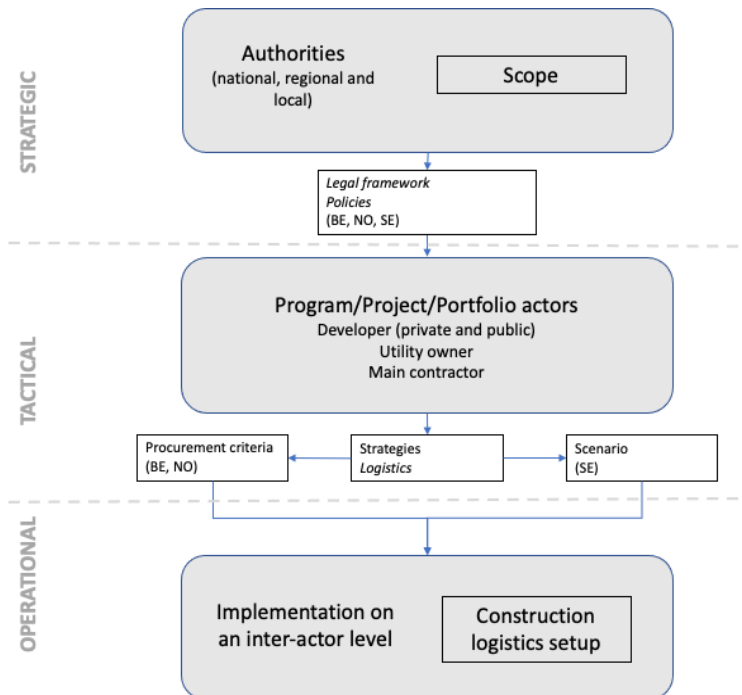 STRATEGIC
Authorities
(national, regional and
local)
Scope
Legal framework
Policies
(BE, NO, SE)
TACTICAL
Program/Project/Portfolio actors
Developer (private and public)
Utility owner
Main contractor
Procurement criteria
(BE, NO)
Strategies
Logistics
Scenario
(SE)
OPERATIONAL
Implementation on
an inter-actor level
Construction
logistics setup